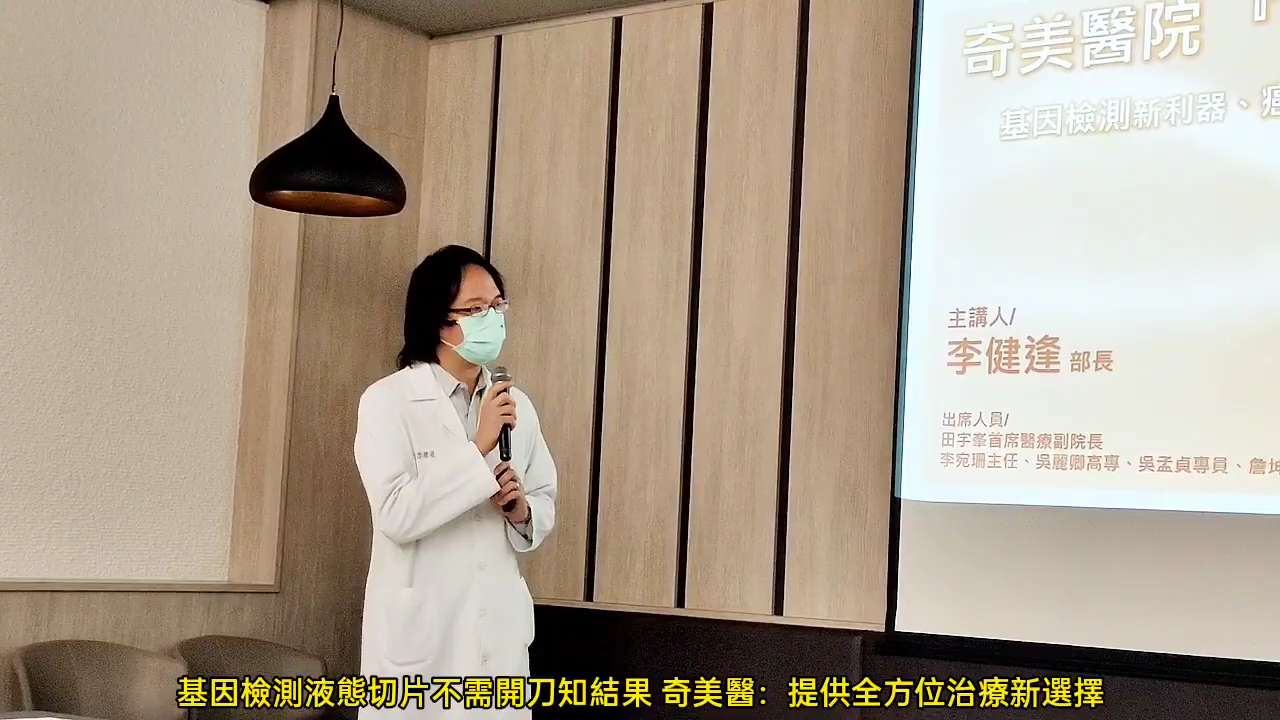 奇美醫院『
基因檢測新利器、癌
主講人/
李健逢 部長
出席人員/
田宇峯首席醫療副院長
李宛珊主任、吳麗卿高專、吳孟貞專員、詹坤
基因檢測液態切片不需開刀知結果 奇美醫：提供全方位治療新選擇